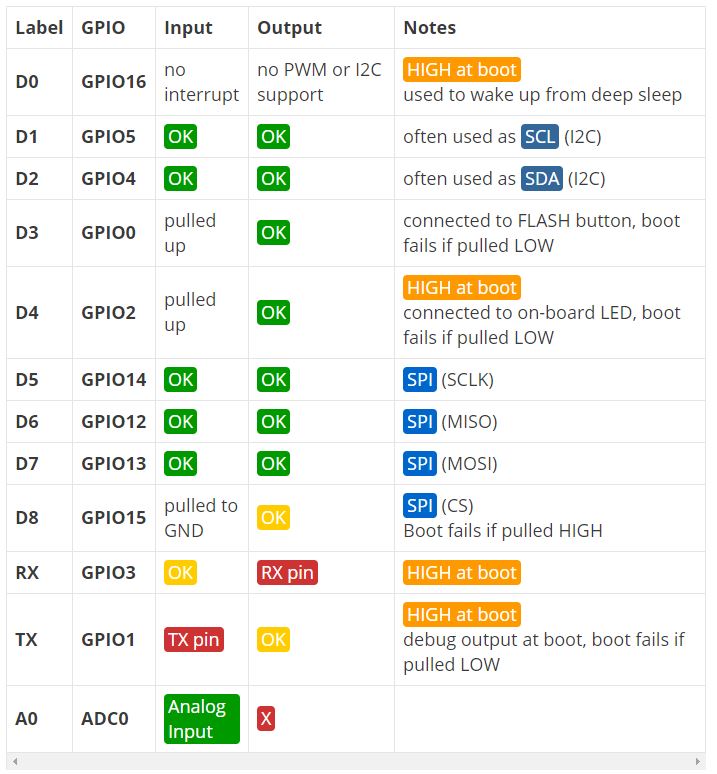 Label GPIO Input Output Notes
D0 GPIO16 no interrupt no PWM or I2C support HIGH at boot used to wake up from deep sleep
D1 GPIO5 OK OK often used as SCL (I2C)
D2 GPIO4 OK OK often used as SDA (I2C)
D3 GPIO0 pulled up OK connected to FLASH button, boot fails if pulled LOW
D4 GPIO2 pulled up OK HIGH at boot connected to on-board LED, boot fails if pulled LOW
D5 GPIO14 OK OK SPI (SCLK)
D6 GPIO12 OK OK SPI (MISO)
D7 GPIO13 OK OK SPI (MOSI)
D8 GPIO15 pulled to GND OK SPI (CS) Boot fails if pulled HIGH
RX GPIO3 OK RX pin HIGH at boot
TX GPIO1 TX pin OK HIGH at boot debug output at boot, boot fails if pulled LOW
A0 ADC0 Analog Input X